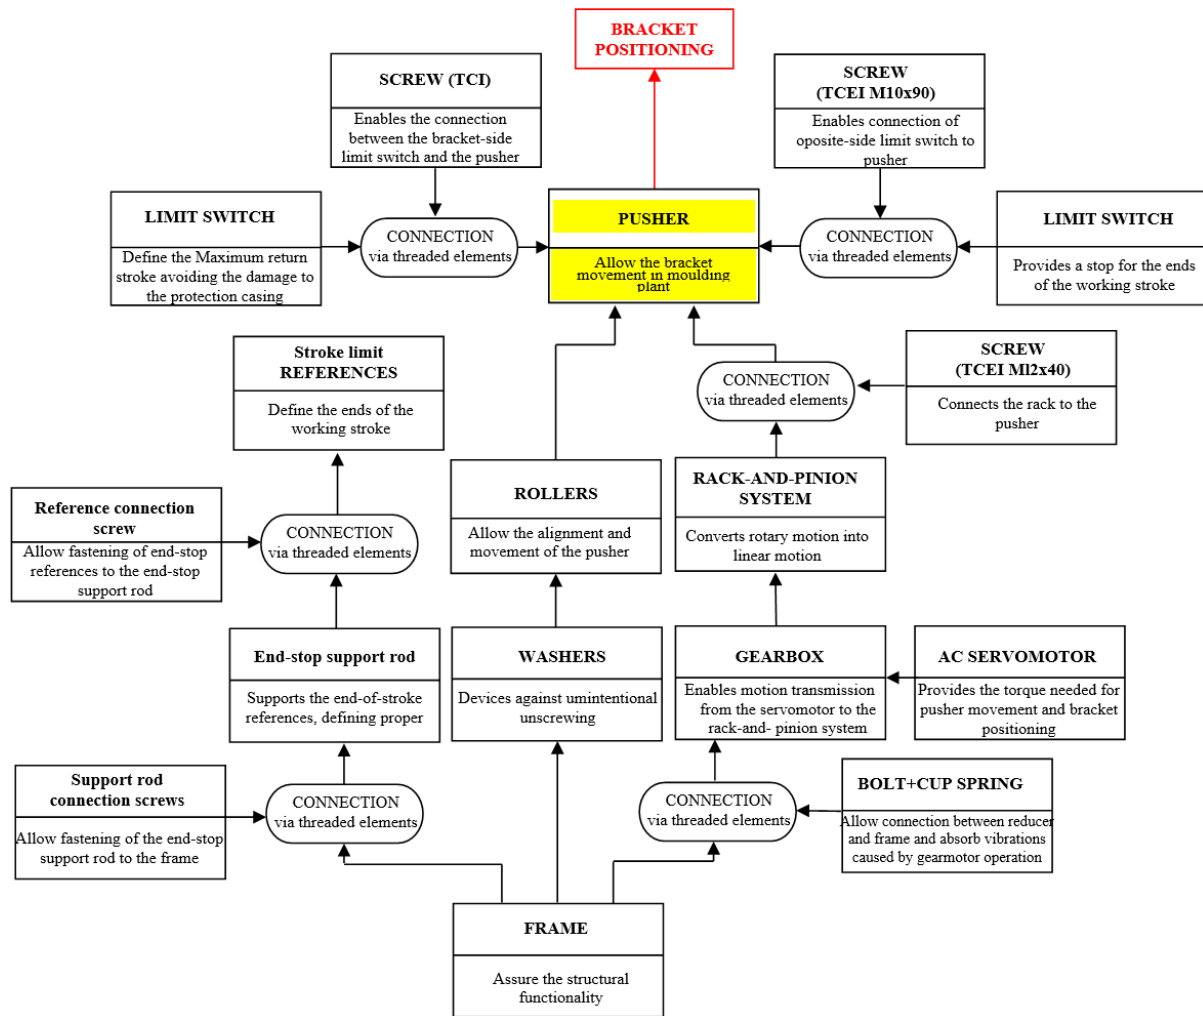 BRACKET
POSITIONING
SCREW (TCI)
Enables the connection
between the bracket-side
limit switch and the pusher
SCREW
(TCEI M10x90)
Enables connection of
oposite-side limit switch to
pusher
LIMIT SWITCH
Define the Maximum return
stroke avoiding the damage to
the protection casing
CONNECTION
via threaded elements
PUSHER
Allow the bracket
movement in moulding
plant
CONNECTION
via threaded elements
LIMIT SWITCH
Provides a stop for the ends
of the working stroke
Stroke limit
REFERENCES
Define the ends of the
working stroke
CONNECTION
via threaded elements
SCREW
(TCEI Ml2x40)
Connects the rack to the
pusher
Reference connection
screw
Allow fastening of end-stop
references to the end-stop
support rod
CONNECTION
via threaded elements
ROLLERS
Allow the alignment and
movement of the pusher
RACK-AND-PINION
SYSTEM
Converts rotary motion into
linear motion
End-stop support rod
Supports the end-of-stroke
references, defining proper
WASHERS
Devices against umintentional
unscrewing
GEARBOX
Enables motion transmission
from the servomotor to the
rack-and- pinion system
AC SERVOMOTOR
Provides the torque needed for
pusher movement and bracket
positioning
Support rod
connection screws
Allow fastening of the end-stop
support rod to the frame
CONNECTION
via threaded elements
CONNECTION
via threaded elements
BOLT+CUP SPRING
Allow connection between reducer
and frame and absorb vibrations
caused by gearmotor operation
FRAME
Assure the structural
functionality